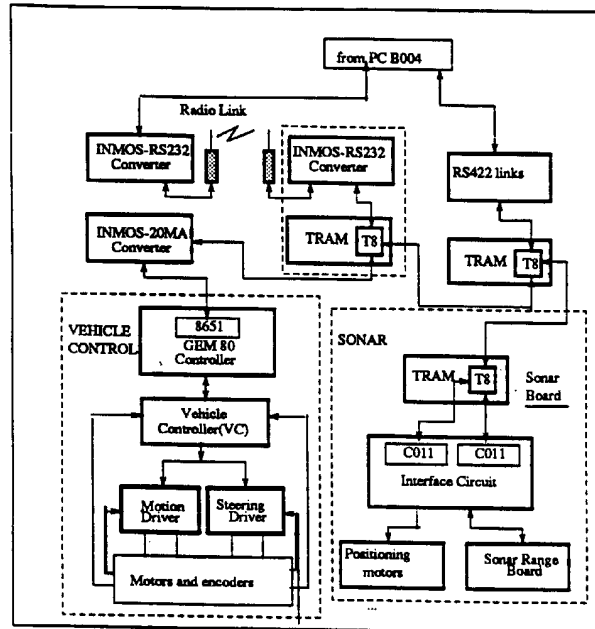 from PC B004
Radio Link
INMOS-RS232
Converter
INMOS-RS232
Converter
RS422 links
INMOS-20MA
Converter
TRAM
T8
TRAM
T8
VEHICLE
CONTROL
8651
GEM 80
Controller
SONAR
TRAM
T8
Sonar
Board
Vehicle
Controller(VC)
C011
C011
Interface Circuit
Motion
Driver
Steering
Driver
Positioning
motors
Sonar Range
Board
Motors and encoders
...